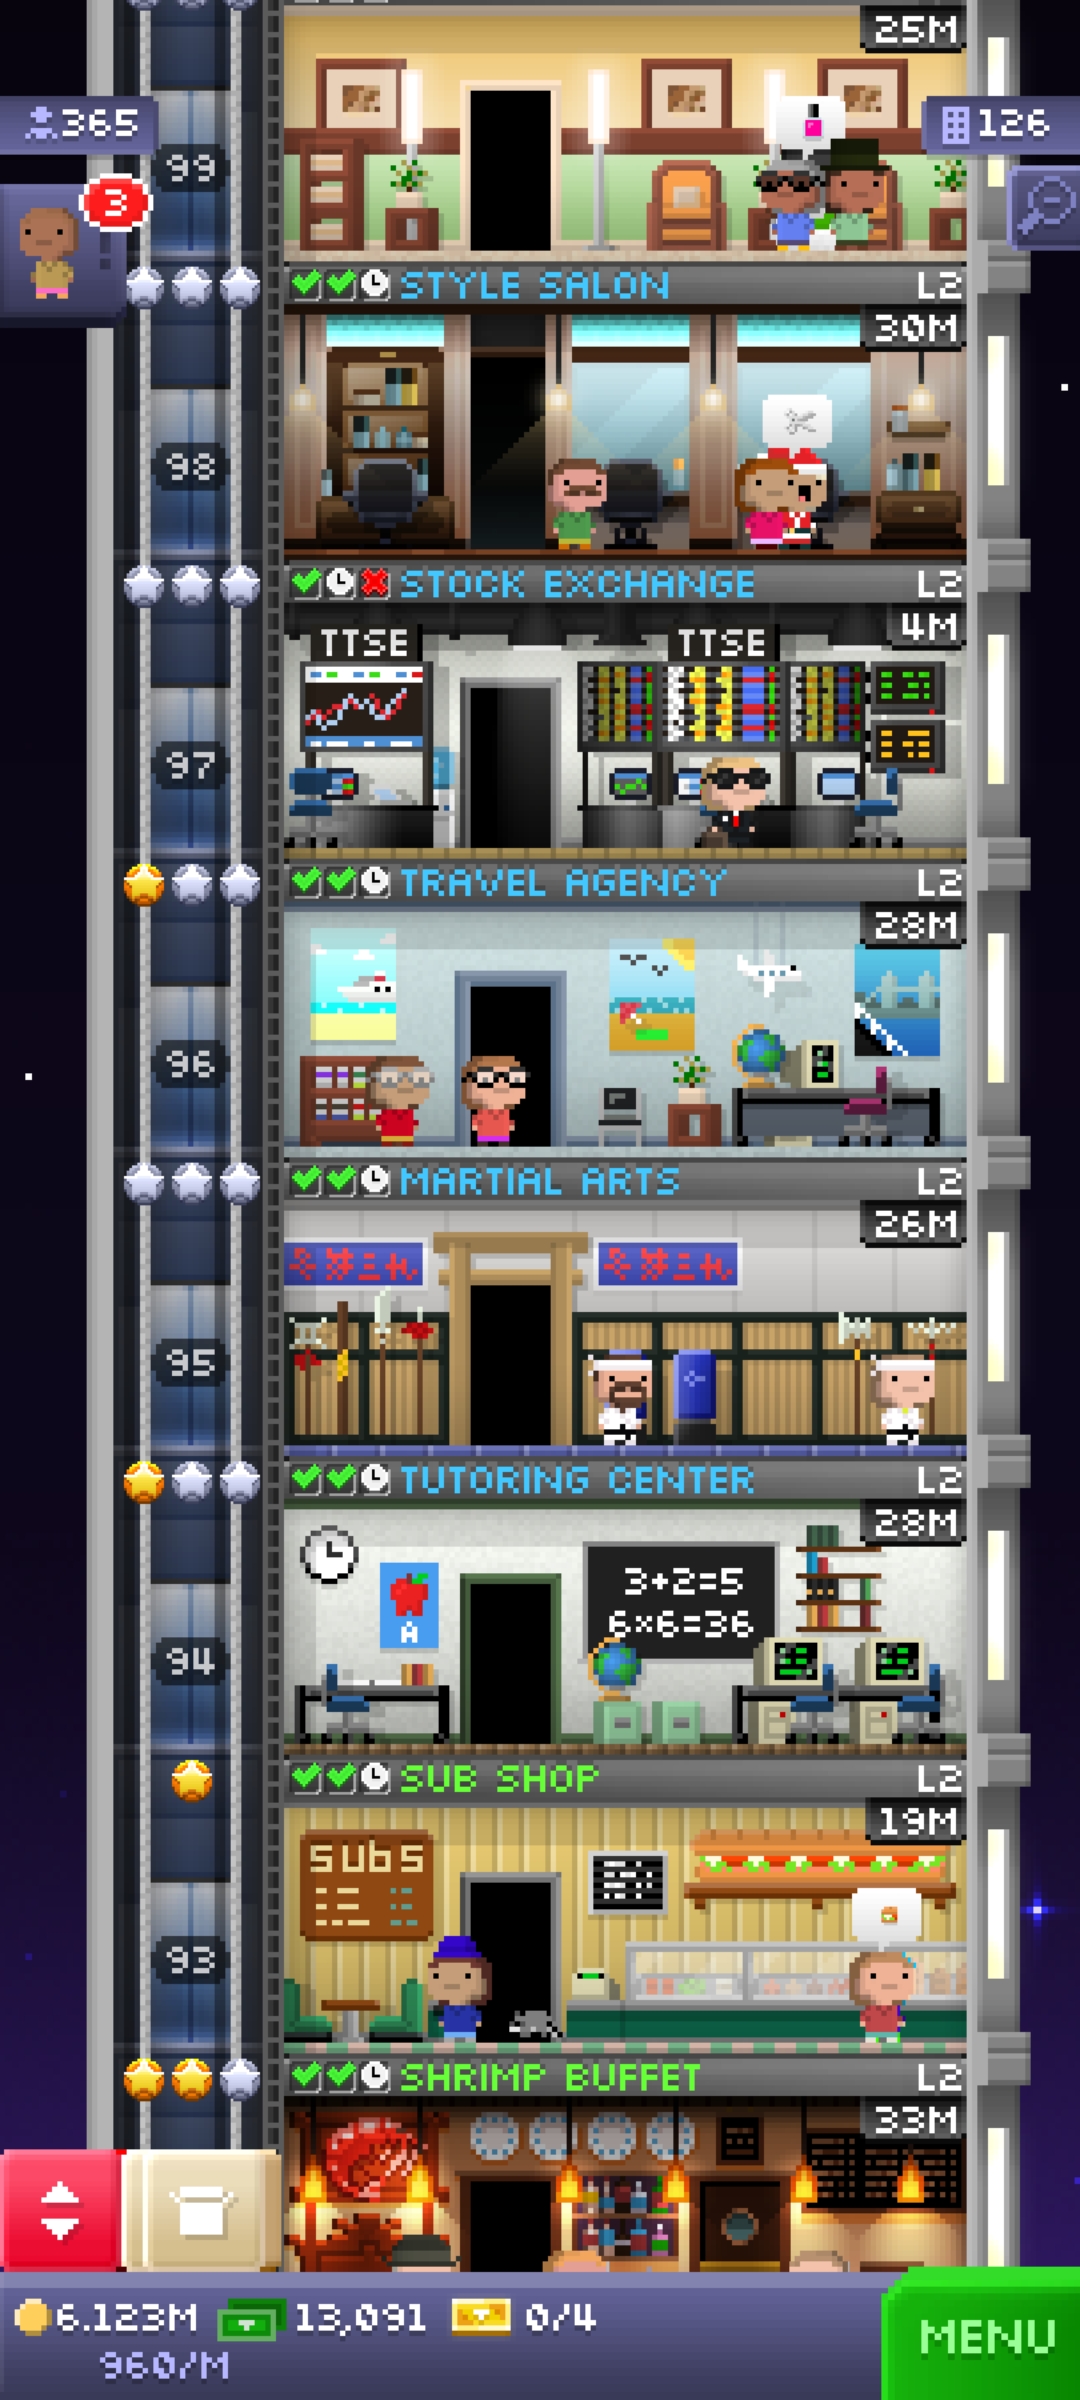 25M
365
126
99
3
STYLE SALON L2
30M
98
STOCK EXCHANGE L2
4M
TTSE TTSE
97
TRAVEL AGENCY L2
28M
96
MARTIAL ARTS L2
26M
95
TUTORING CENTER L2
28M
3+2=5
6×6=36
A
94
SUB SHOP L2
19M
subs
93
SHRIMP BUFFET L2
33M
6.123M 13,091 0/4
960/M
MENU